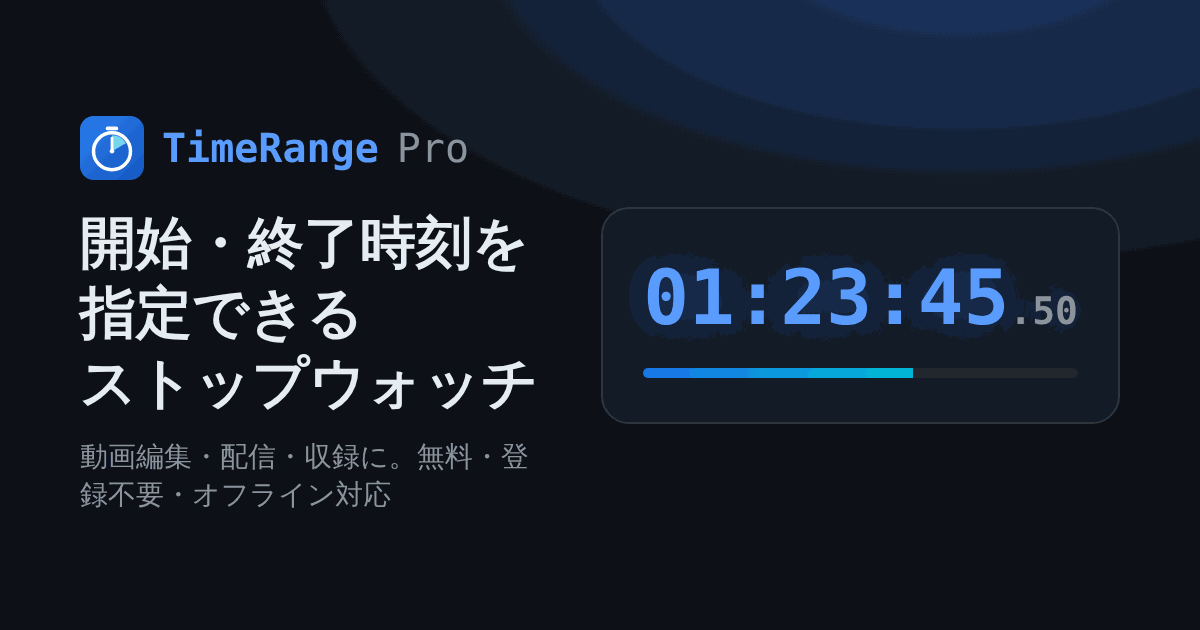 TimeRange Pro
開始・終了時刻を
指定できる
ストップウォッチ
動画編集・配信・収録に。無料・登
録不要・オフライン対応
01:23:45.50